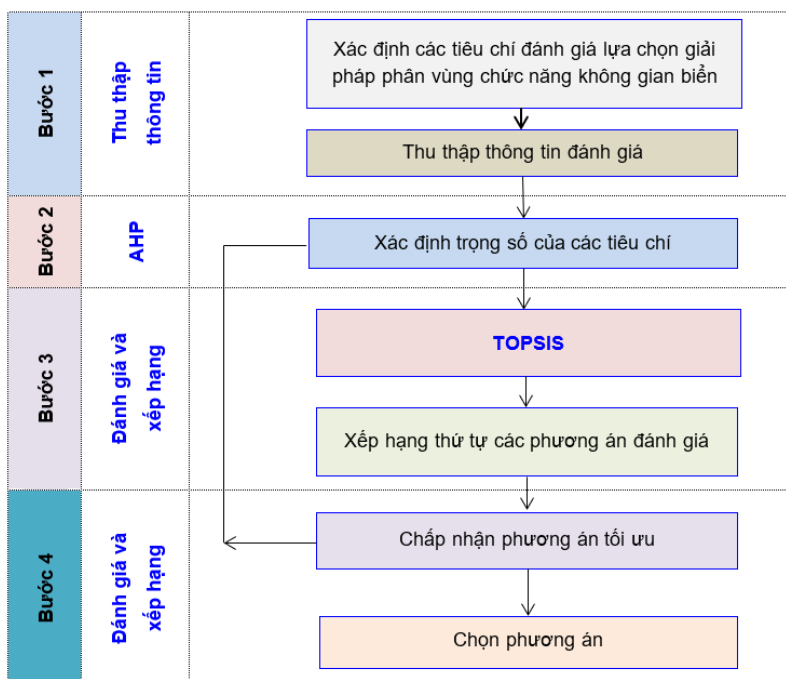 Bước 1
Thu thập
thông tin
Xác định các tiêu chí đánh giá lựa chọn giải
pháp phân vùng chức năng không gian biển
Thu thập thông tin đánh giá
Bước 2
AHP
Xác định trọng số của các tiêu chí
Bước 3
Đánh giá và
xếp hạng
TOPSIS
Xếp hạng thứ tự các phương án đánh giá
Bước 4
Đánh giá và
xếp hạng
Chấp nhận phương án tối ưu
Chọn phương án